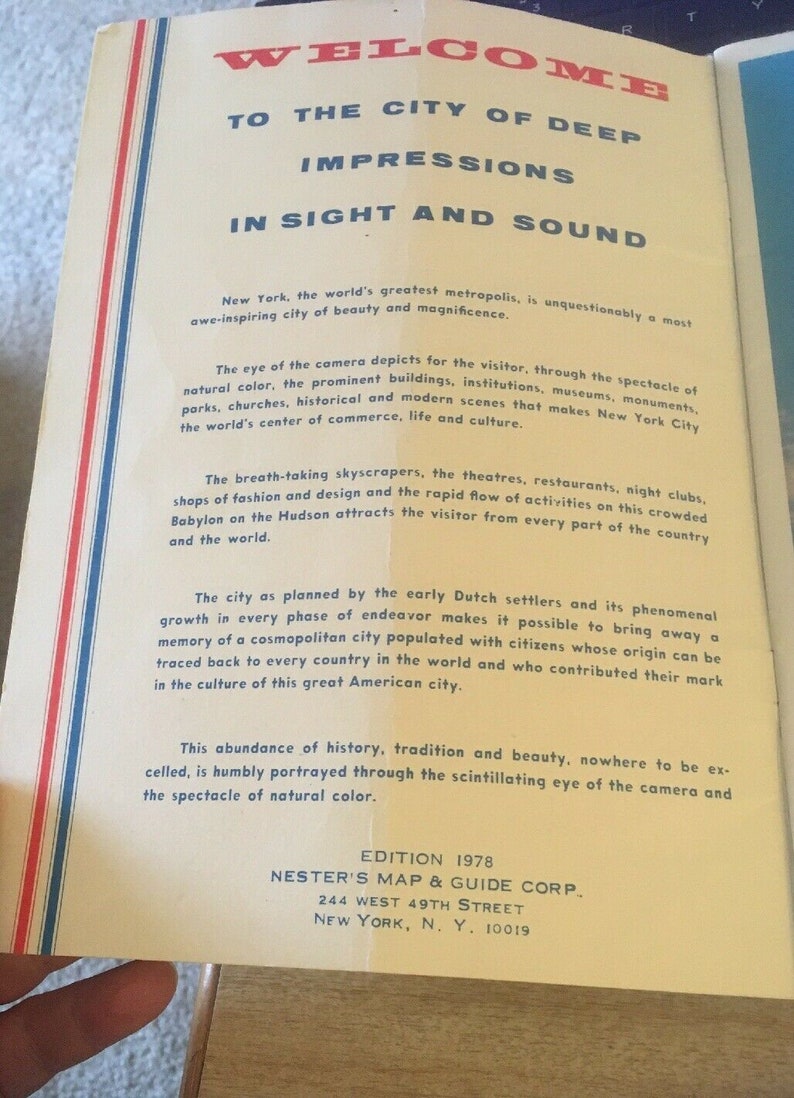 WELCOME
TO THE CITY OF DEEP
IMPRESSIONS
IN SIGHT AND SOUND
New York, the world's greatest metropolis, is unquestionably a most
awe-inspiring city of beauty and magnificence.
The eye of the camera depicts for the visitor, through the spectacle of
natural color, the prominent buildings, institutions, museums, monuments,
parks, churches, historical and modern scenes that makes New York City
the world's center of commerce, life and culture.
The breath-taking skyscrapers, the theatres, restaurants, night clubs,
shops of fashion and design and the rapid flow of activities on this crowded
Babylon on the Hudson attracts the visitor from every part of the country
and the world.
The city as planned by the early Dutch settlers and its phenomenal
growth in every phase of endeavor makes it possible to bring away a
memory of a cosmopolitan city populated with citizens whose origin can be
traced back to every country in the world and who contributed their mark
in the culture of this great American city.
This abundance of history, tradition and beauty, nowhere to be ex-
celled, is humbly portrayed through the scintillating eye of the camera and
the spectacle of natural color.
EDITION 1978
NESTER'S MAP & GUIDE CORP.
244 WEST 49TH STREET
NEW YORK, N. Y. 10019
3
R T Y